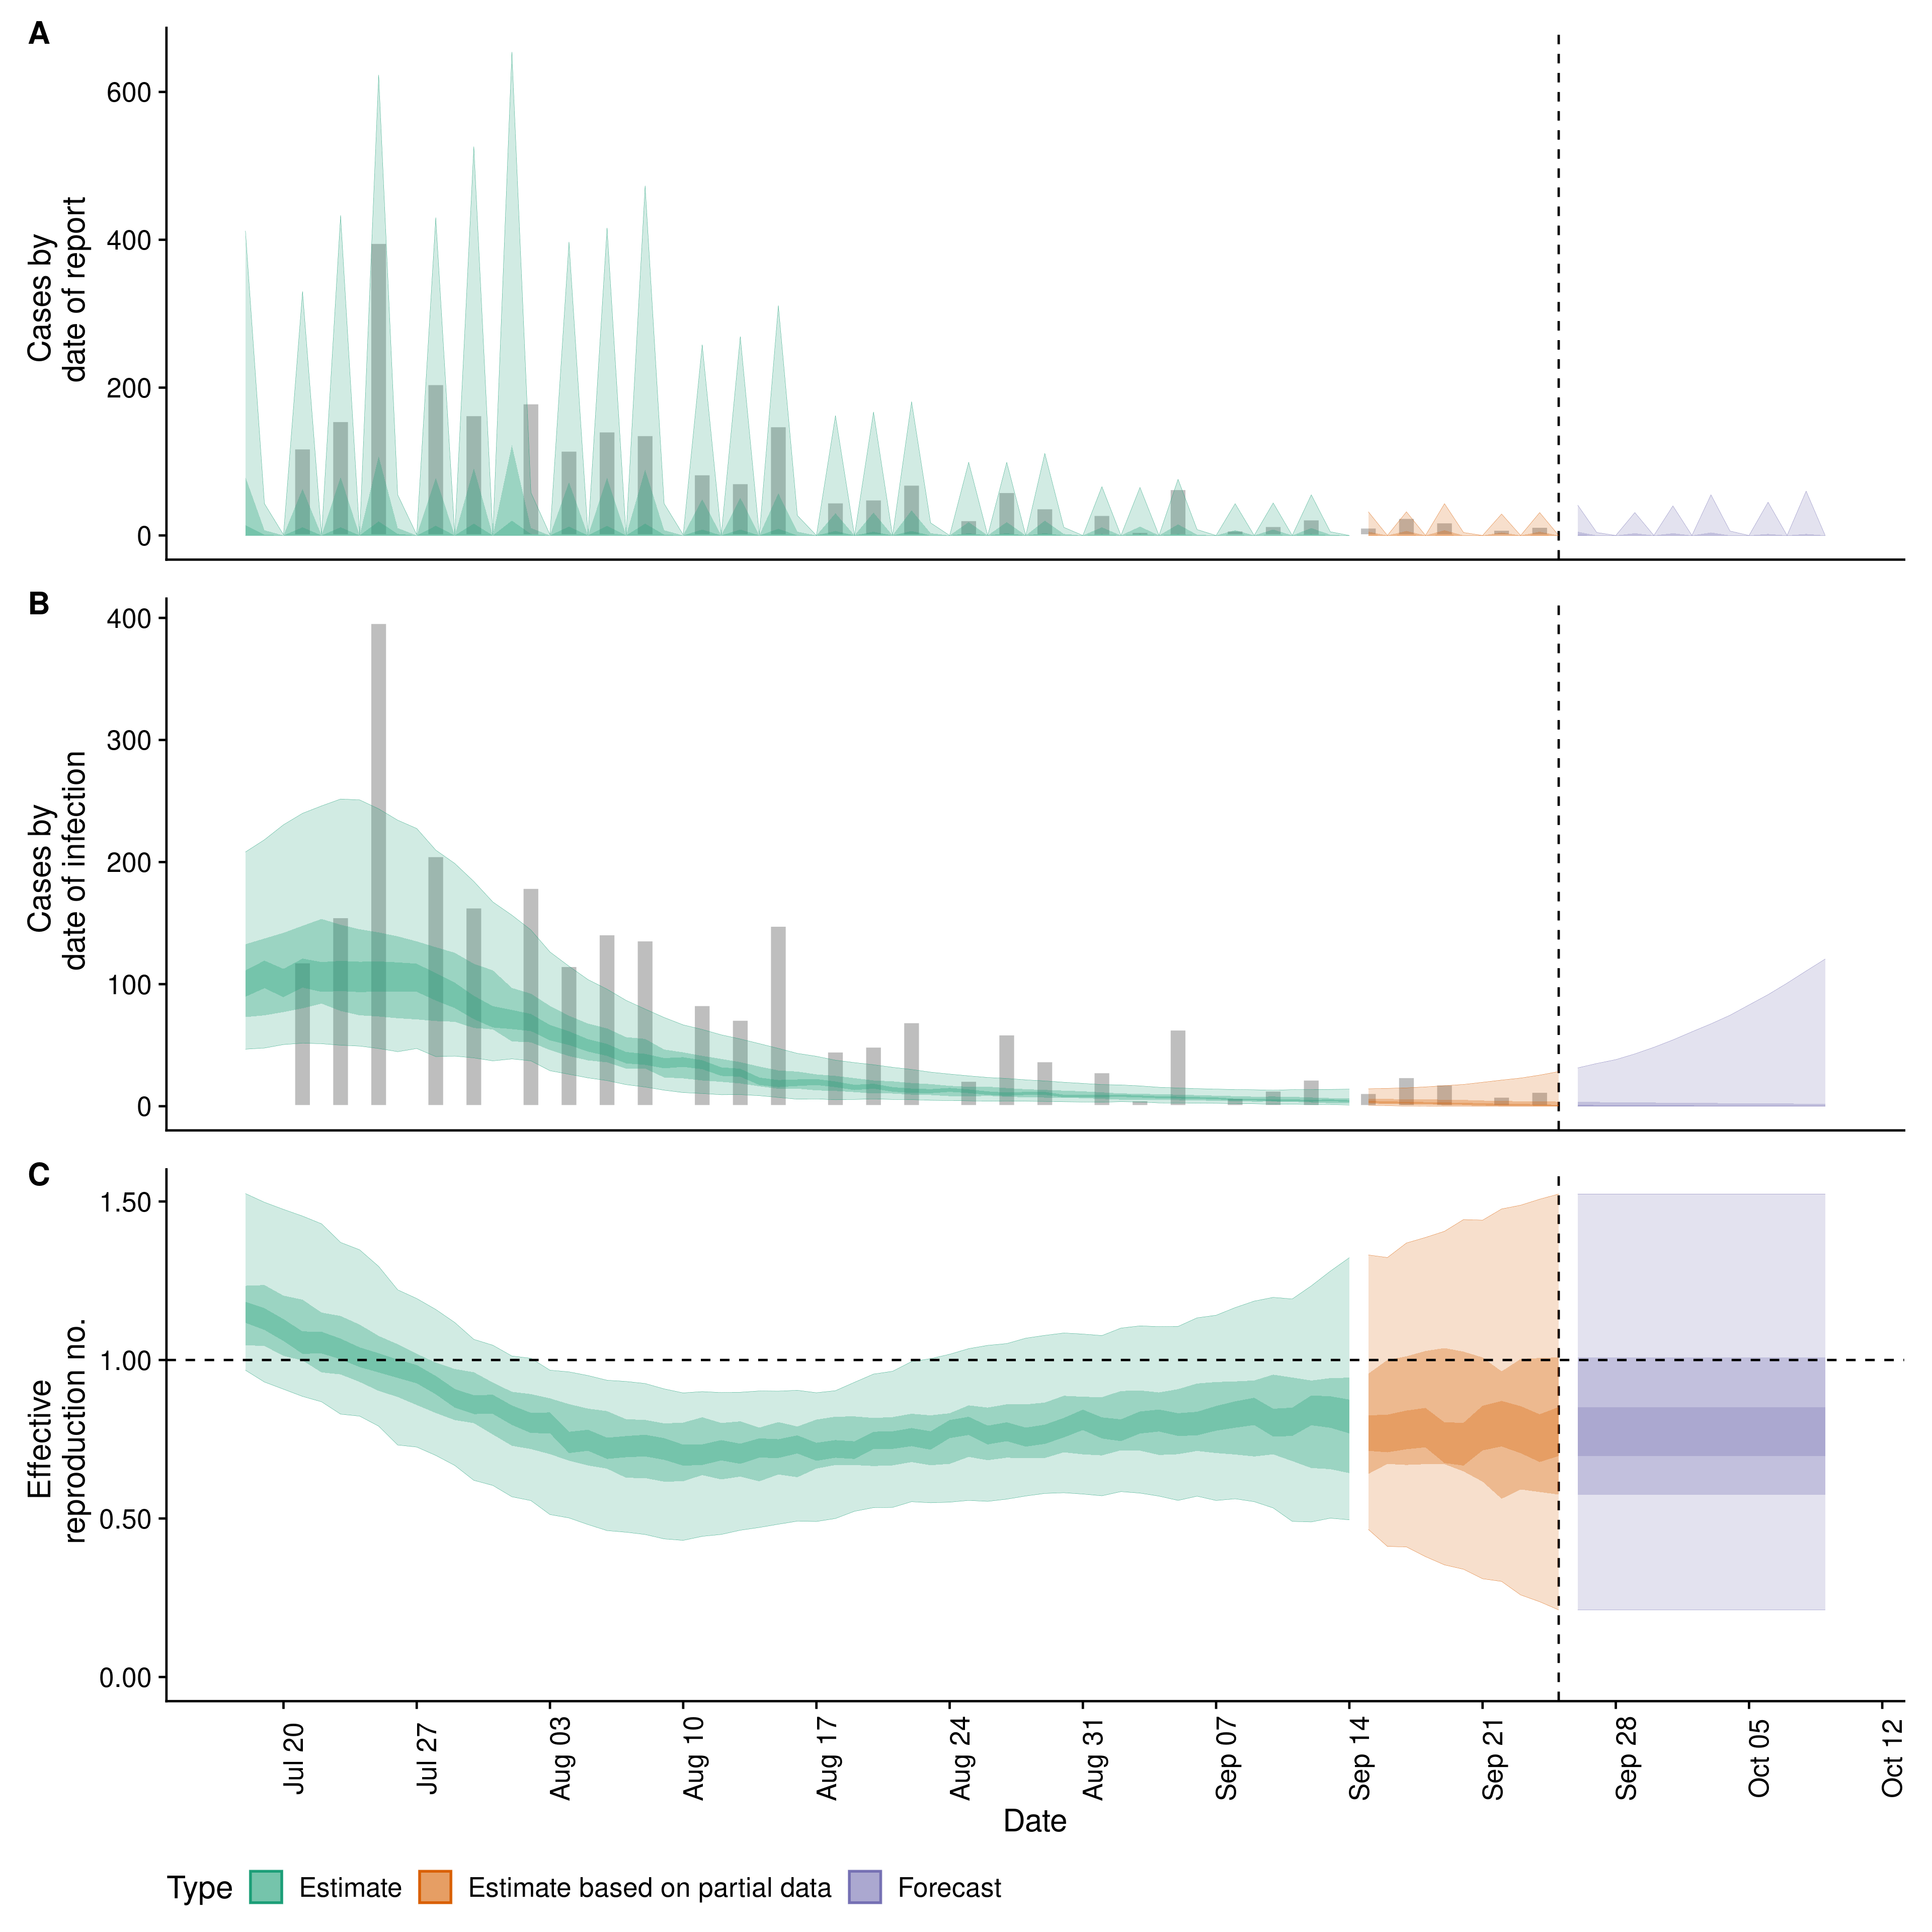 A
Cases by
date of report
600
400
200
0
B
Cases by
date of infection
400
300
200
100
0
C
Effective
reproduction no.
1.50
1.00
0.50
0.00
Jul 20
Jul 27
Aug 03
Aug 10
Aug 17
Aug 24
Aug 31
Sep 07
Sep 14
Sep 21
Sep 28
Oct 05
Oct 12
Date
Type Estimate Estimate based on partial data Forecast